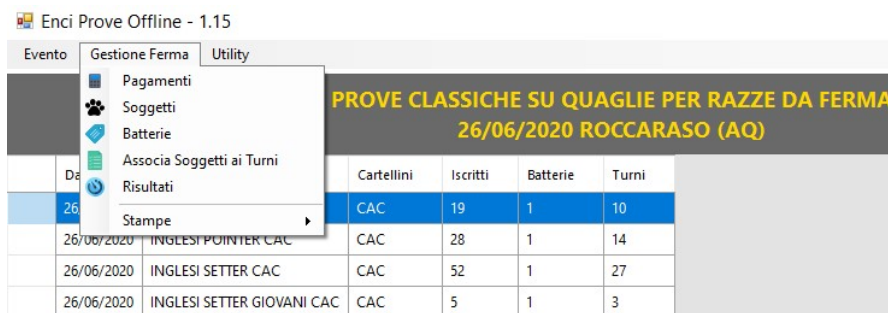 Enci Prove Offline - 1.15
Evento Gestione Ferma Utility
Pagamenti
Soggetti
Batterie
Associa Soggetti ai Turni
Risultati
Stampe
PROVE CLASSICHE SU QUAGLIE PER RAZZE DA FERMA
26/06/2020 ROCCARASO (AQ)
Da Cartellini Iscritti Batterie Turni
26/ CAC 19 1 10
26/06/2020 INGLESI POINTER CAC CAC 28 1 14
26/06/2020 INGLESI SETTER CAC CAC 52 1 27
26/06/2020 INGLESI SETTER GIOVANI CAC CAC 5 1 3